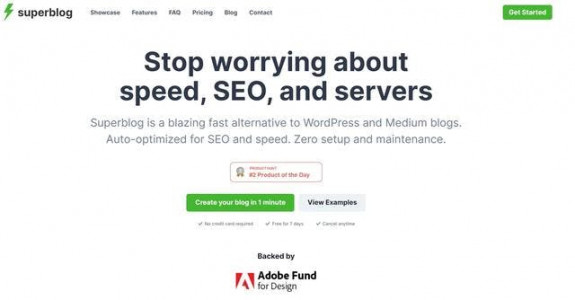 superblog Showcase Features FAQ Pricing Blog Contact Get Started
Stop worrying about
speed, SEO, and servers
Superblog is a blazing fast alternative to WordPress and Medium blogs.
Auto-optimized for SEO and speed. Zero setup and maintenance.
PRODUCT HUNT
#2 Product of the Day
Create your blog in 1 minute View Examples
No credit card required Free for 7 days Cancel anytime
Backed by
Adobe Fund
for Design